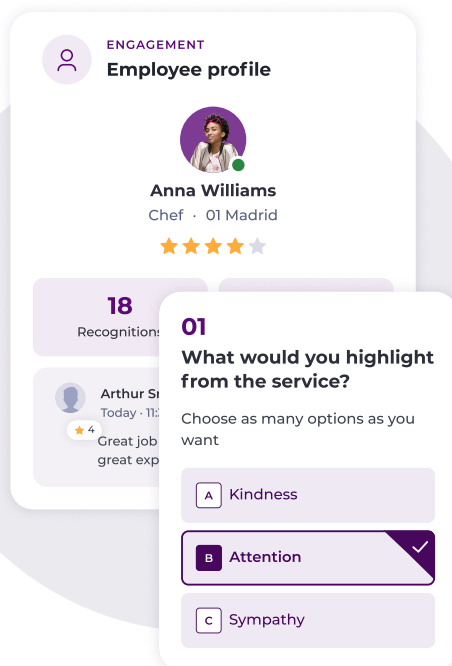 ENGAGEMENT
Employee profile
Anna Williams
Chef · 01 Madrid
18
Recognitions
Arthur
Today · 11:
4
Great job
great exp
01
What would you highlight
from the service?
Choose as many options as you
want
A Kindness
B Attention
C Sympathy